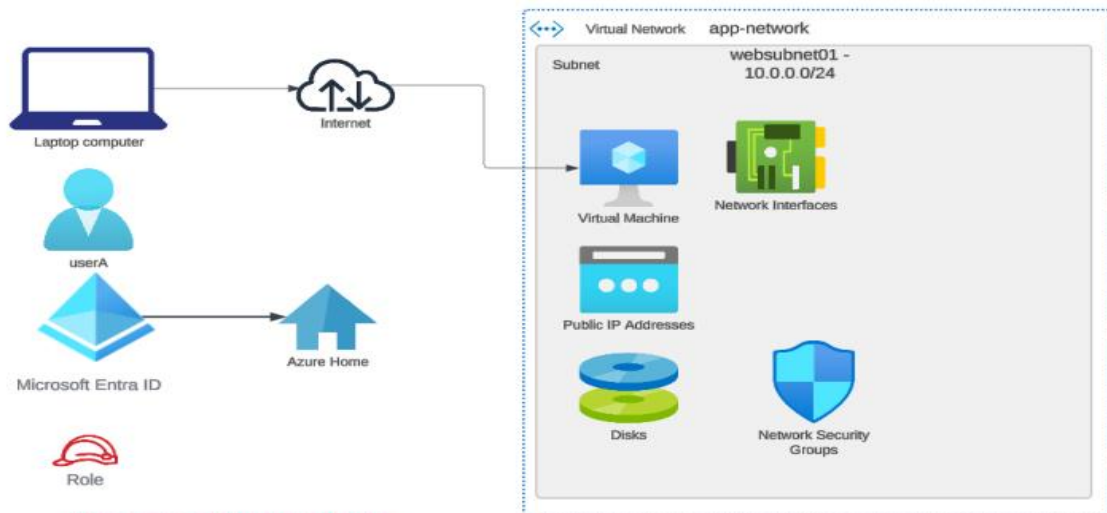 Virtual Network app-network
Subnet
websubnet01 -
10.0.0.0/24
Laptop computer
Internet
Virtual Machine
Network Interfaces
userA
Public IP Addresses
Azure Home
Microsoft Entra ID
Disks
Network Security
Groups
Role